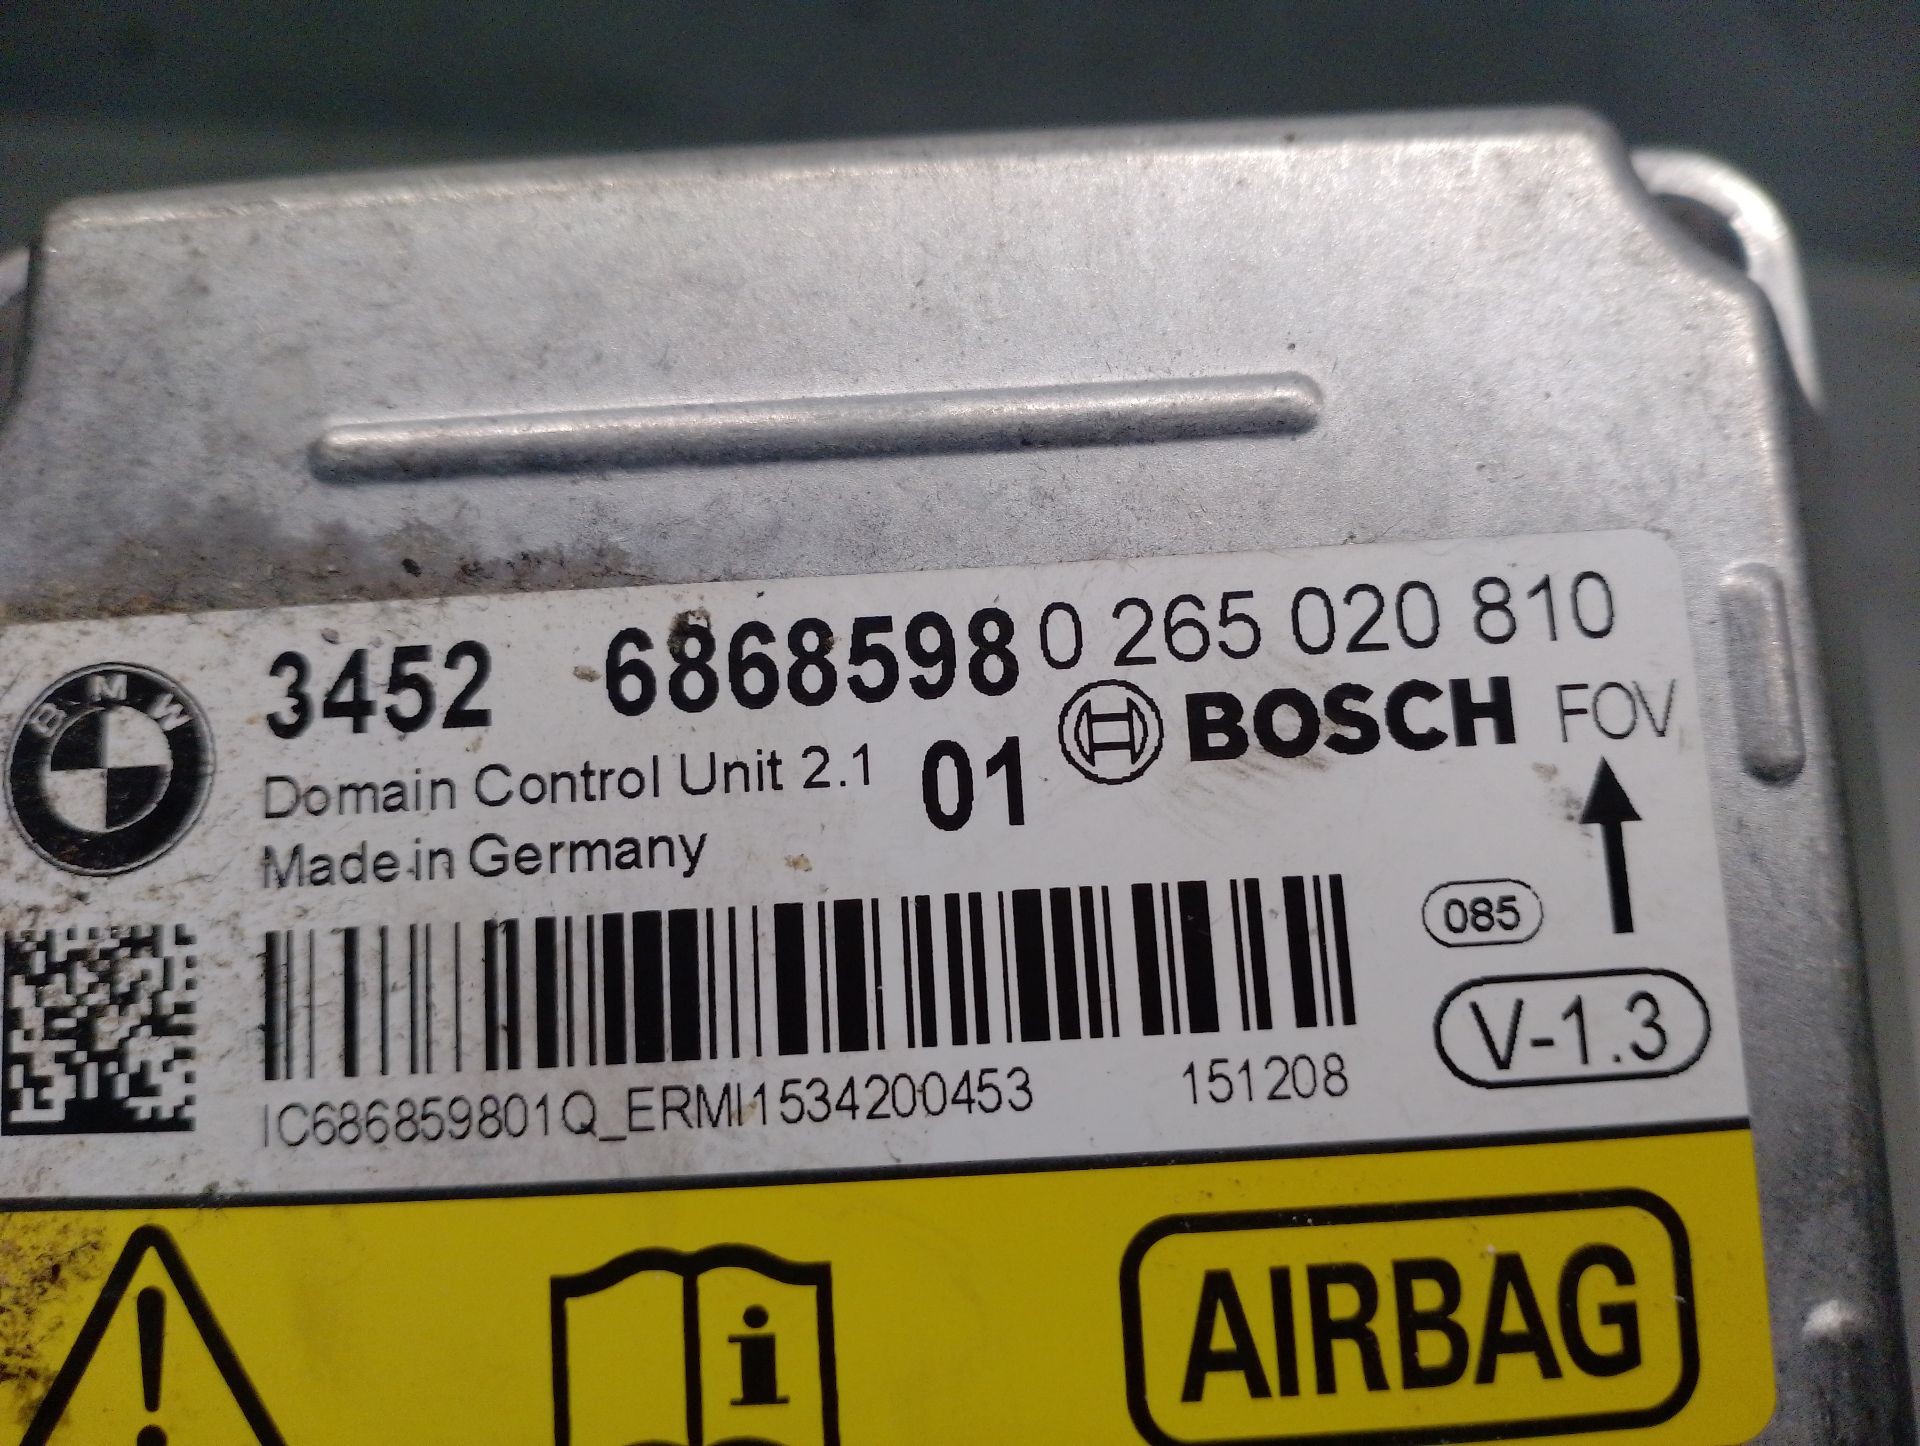 BMW
3452 6868598 0 265 020 810
Domain Control Unit 2.1 01 BOSCH FOV
Made in Germany
085
V-1.3
IC686859801Q_ERMI1534200453 151208
AIRBAG
i